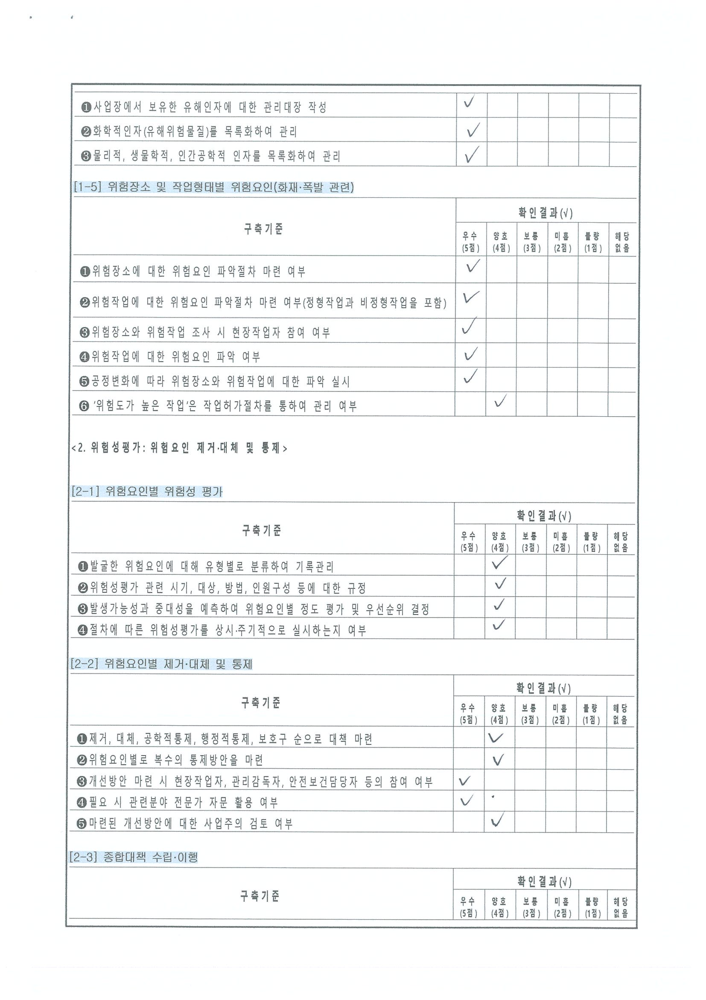 ❶사업장에서 보유한 유해인자에 대한 관리대장 작성 ✓
❷화학적인자(유해위험물질)를 목록화하여 관리 ✓
❸물리적, 생물학적, 인간공학적 인자를 목록화하여 관리 ✓
[1-5] 위험장소 및 작업형태별 위험요인(화재·폭발 관련)
확인결과(√)
구축기준
우수 양호 보통 미흡 불량 해당
(5점) (4점) (3점) (2점) (1점) 없음
❶위험장소에 대한 위험요인 파악절차 마련 여부 ✓
❷위험작업에 대한 위험요인 파악절차 마련 여부(정형작업과 비정형작업을 포함) ✓
❸위험장소와 위험작업 조사 시 현장작업자 참여 여부 ✓
❹위험작업에 대한 위험요인 파악 여부 ✓
❺공정변화에 따라 위험장소와 위험작업에 대한 파악 실시 ✓
❻'위험도가 높은 작업'은 작업허가절차를 통하여 관리 여부 ✓
<2. 위험성평가: 위험요인 제거·대체 및 통제>
[2-1] 위험요인별 위험성 평가
확인결과(√)
구축기준
우수 양호 보통 미흡 불량 해당
(5점) (4점) (3점) (2점) (1점) 없음
❶발굴한 위험요인에 대해 유형별로 분류하여 기록관리 ✓
❷위험성평가 관련 시기, 대상, 방법, 인원구성 등에 대한 규정 ✓
❸발생가능성과 중대성을 예측하여 위험요인별 정도 평가 및 우선순위 결정 ✓
❹절차에 따른 위험성평가를 상시·주기적으로 실시하는지 여부 ✓
[2-2] 위험요인별 제거·대체 및 통제
확인결과(√)
구축기준
우수 양호 보통 미흡 불량 해당
(5점) (4점) (3점) (2점) (1점) 없음
❶제거, 대체, 공학적통제, 행정적통제, 보호구 순으로 대책 마련 ✓
❷위험요인별로 복수의 통제방안을 마련 ✓
❸개선방안 마련 시 현장작업자, 관리감독자, 안전보건담당자 등의 참여 여부 ✓
❹필요 시 관련분야 전문가 자문 활용 여부 ✓
❺마련된 개선방안에 대한 사업주의 검토 여부 ✓
[2-3] 종합대책 수립·이행
확인결과(√)
구축기준
우수 양호 보통 미흡 불량 해당
(5점) (4점) (3점) (2점) (1점) 없음